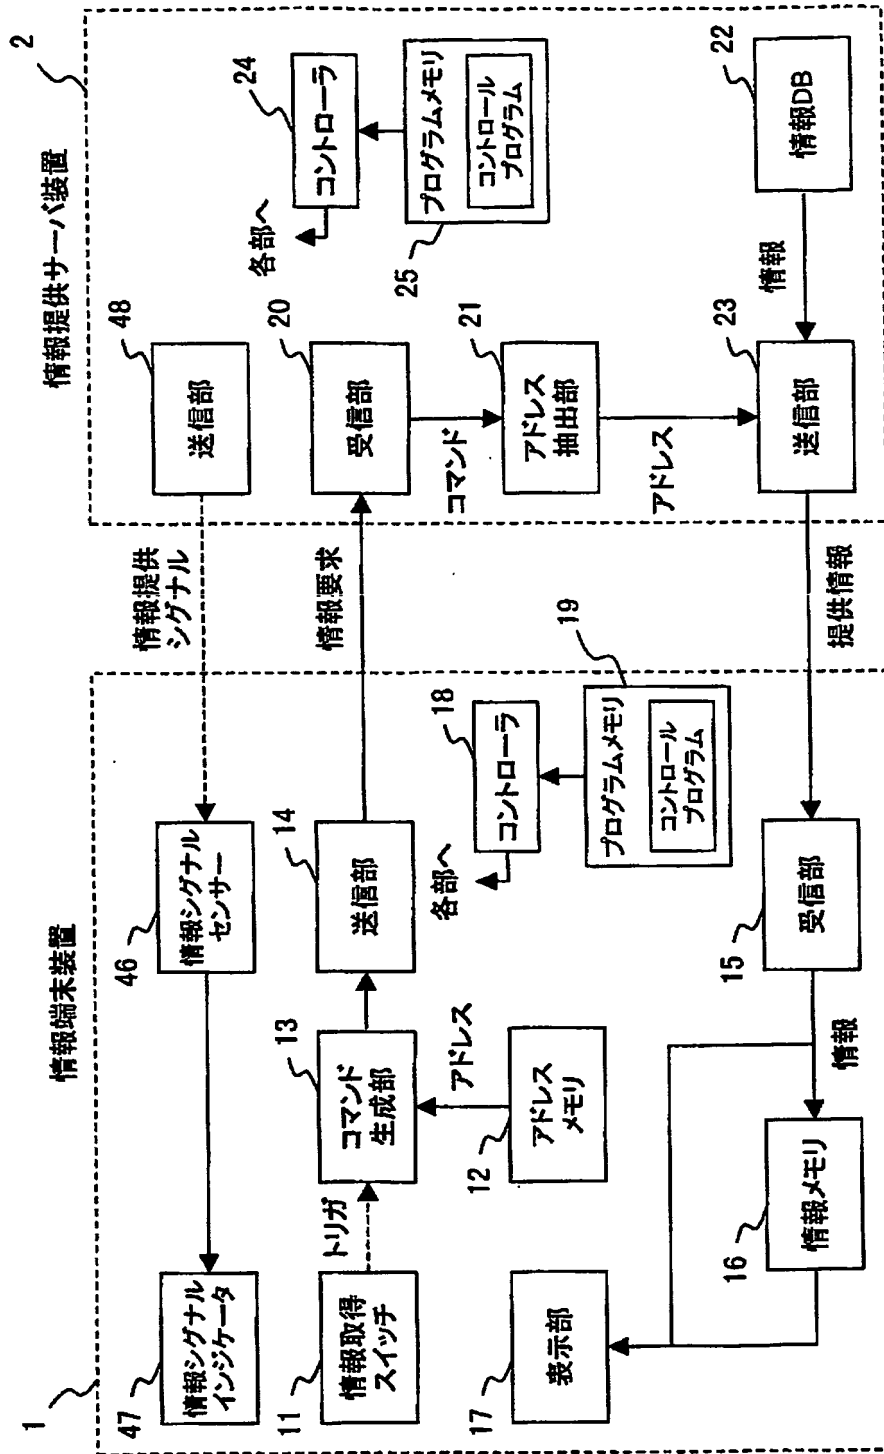 1
情報端末装置
47
情報シグナル
インジケータ
46
情報シグナル
センサー
情報提供
シグナル
11
情報取得
スイッチ
トリガ
13
コマンド
生成部
14
送信部
情報要求
12
アドレス
メモリ
アドレス
各部へ
18
コントローラ
19
プログラムメモリ
コントロール
プログラム
17
表示部
16
情報メモリ
情報
15
受信部
提供情報
2
情報提供サーバ装置
48
送信部
20
受信部
コマンド
21
アドレス
抽出部
アドレス
23
送信部
情報
22
情報DB
各部へ
24
コントローラ
25
プログラムメモリ
コントロール
プログラム